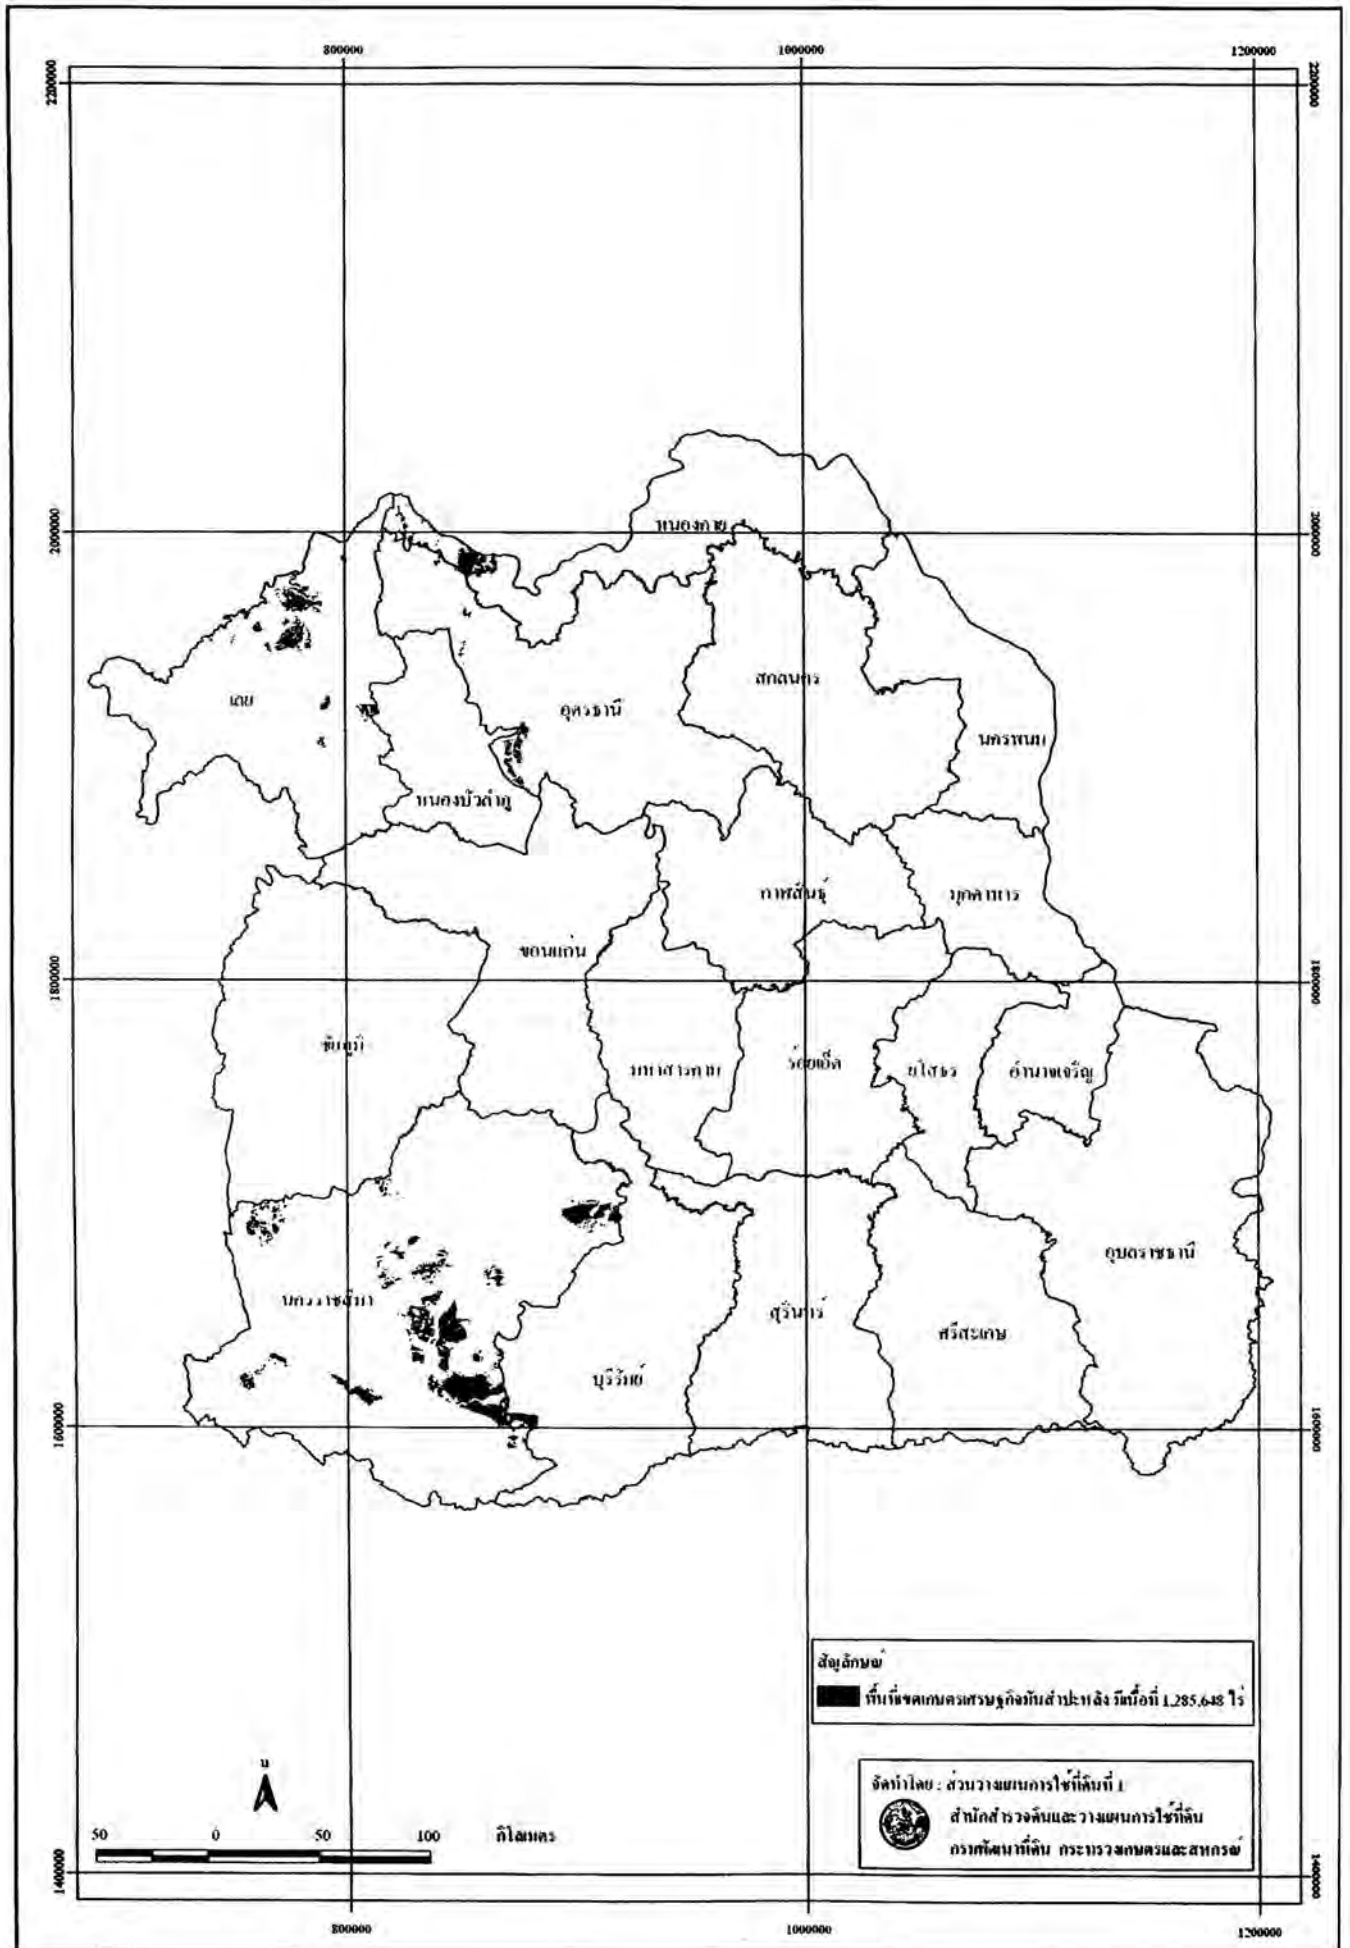 800000 1000000 1200000
2200000 2200000
หนองคาย
2000000 2000000
สกลนคร
เลย
อุดรธานี
นครพนม
หนองบัวลำภู
กาฬสินธุ์
มุกดาหาร
ขอนแก่น
1800000 1800000
ชัยภูมิ
มหาสารคาม
ร้อยเอ็ด
ยโสธร
อำนาจเจริญ
อุบลราชธานี
นครราชสีมา
สุรินทร์
ศรีสะเกษ
บุรีรัมย์
1600000 1600000
สัญลักษณ์
พื้นที่เขตเกษตรเศรษฐกิจมันสำปะหลัง มีเนื้อที่ 1,285,648 ไร่
น
จัดทำโดย : ส่วนวางแผนการใช้ที่ดินที่ 1
สำนักสำรวจดินและวางแผนการใช้ที่ดิน
กรมพัฒนาที่ดิน กระทรวงเกษตรและสหกรณ์
50 0 50 100 กิโลเมตร
1400000 1400000
800000 1000000 1200000